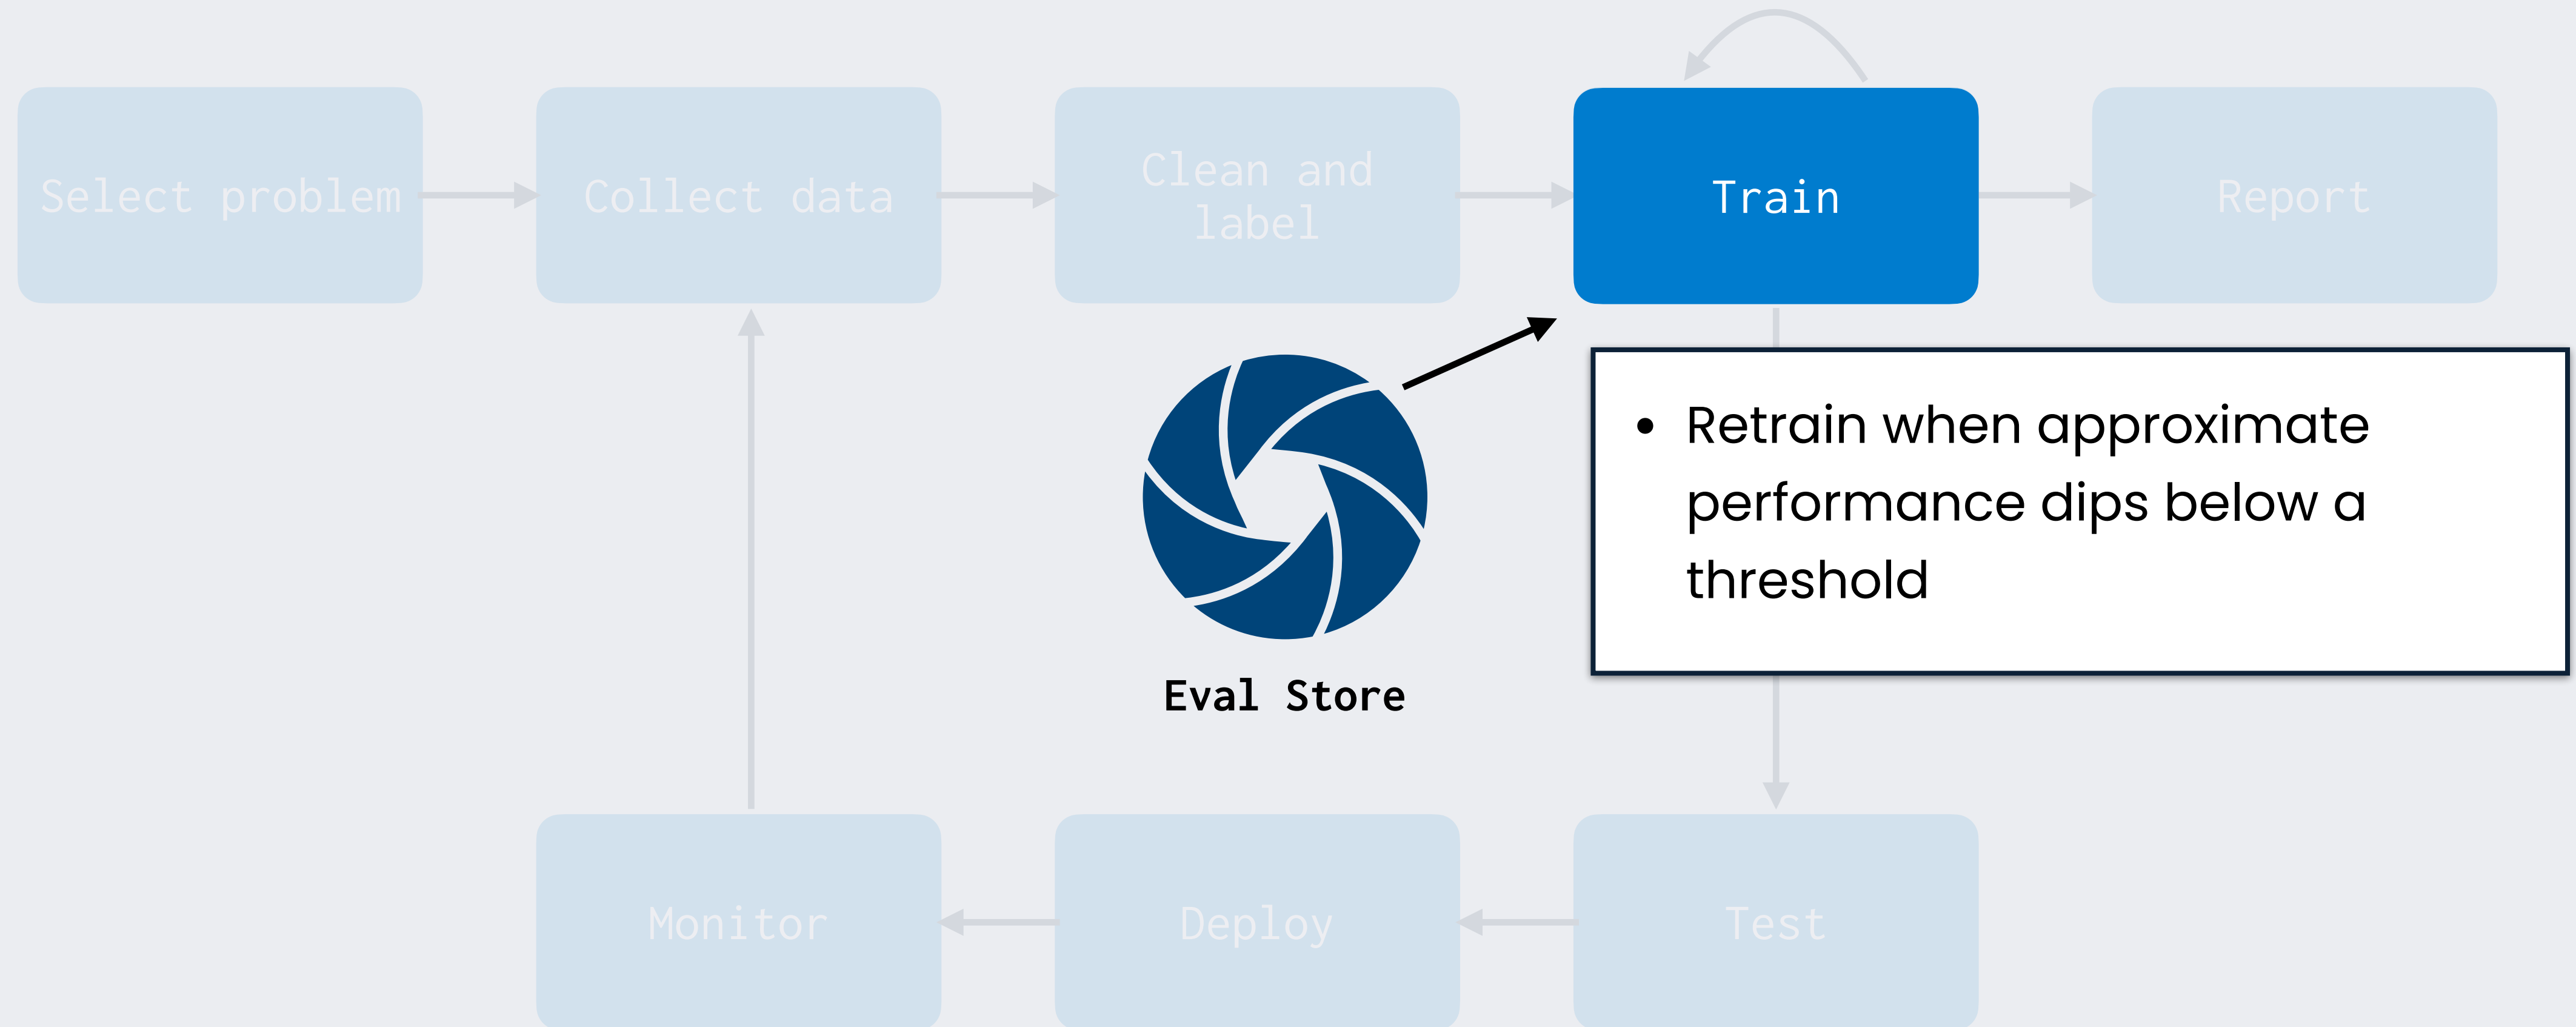 Select problem
Collect data
Clean and
label
Train
Report
Eval Store
• Retrain when approximate
performance dips below a
threshold
Monitor
Deploy
Test